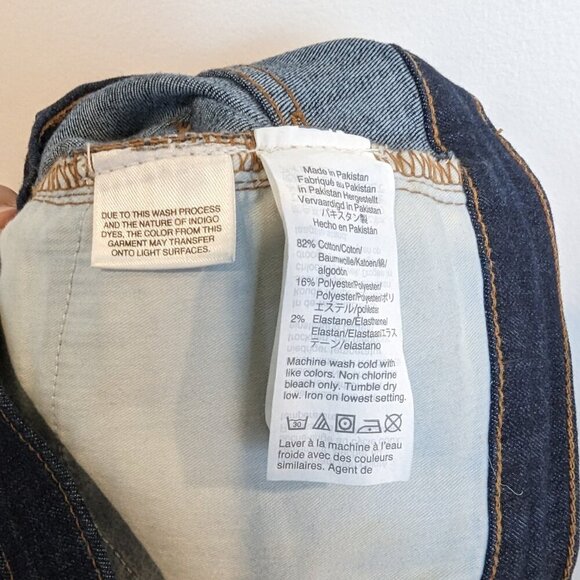 DUE TO THIS WASH PROCESS
AND THE NATURE OF INDIGO
DYES, THE COLOR FROM THIS
GARMENT MAY TRANSFER
ONTO LIGHT SURFACES.
Made in Pakistan
Fabriqué au Pakistan
in Pakistan Hergestellt
Vervaardigd in Pakistan
パキスタン製
Hecho en Pakistán
82% Cotton/Coton/
Baumwolle/Katoen/綿/
algodón
16% Polyester/Polyester/
Polyester/Polyester/ポリ
エステル/poliéster
2% Elastane/Élasthanne/
Elastan/Elastaan/エラス
テーン/elastano
Machine wash cold with
like colors. Non chlorine
bleach only. Tumble dry
low. Iron on lowest setting.
30
Laver à la machine à l'eau
froide avec des couleurs
similaires. Agent de